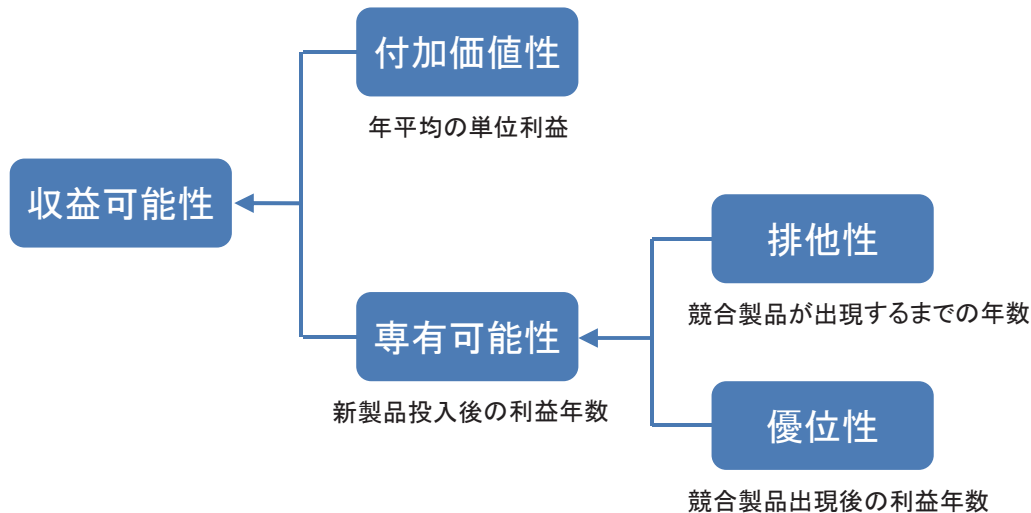 付加価値性
年平均の単位利益
収益可能性
排他性
競合製品が出現するまでの年数
専有可能性
新製品投入後の利益年数
優位性
競合製品出現後の利益年数